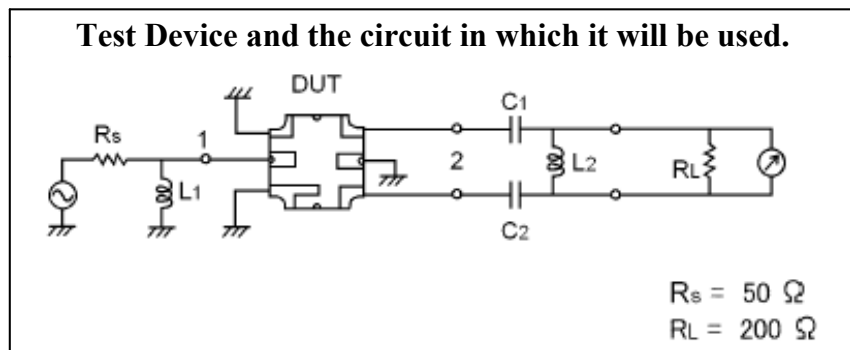 Test Device and the circuit in which it will be used.
DUT
Rs
1
L1
C1
2
L2
RL
C2
Rs = 50 Ω
RL = 200 Ω